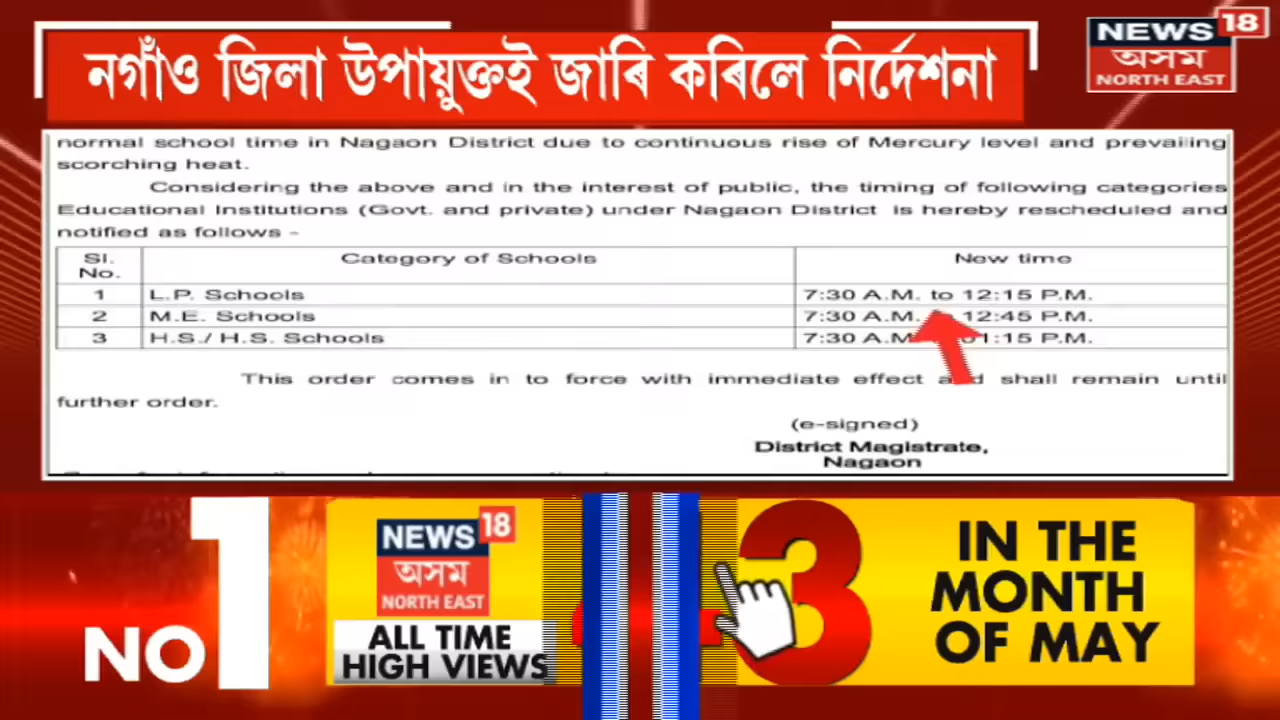 নগাঁও জিলা উপায়ুক্তই জাৰি কৰিলে নিৰ্দেশনা
NEWS 18
অসম
NORTH EAST
normal school time in Nagaon District due to continuous rise of Mercury level and prevailing
scorching heat.
Considering the above and in the interest of public, the timing of following categories
Educational Institutions (Govt. and private) under Nagaon District is hereby rescheduled and
notified as follows -
Sl. No. Category of Schools New time
1 L.P. Schools 7:30 A.M. to 12:15 P.M.
2 M.E. Schools 7:30 A.M. 12:45 P.M.
3 H.S./ H.S. Schools 7:30 A.M 01:15 P.M.
This order comes in to force with immediate effect and shall remain until
further order.
(e-signed)
District Magistrate,
Nagaon
NO 1
NEWS 18
অসম
NORTH EAST
ALL TIME
HIGH VIEWS
3
IN THE
MONTH
OF MAY